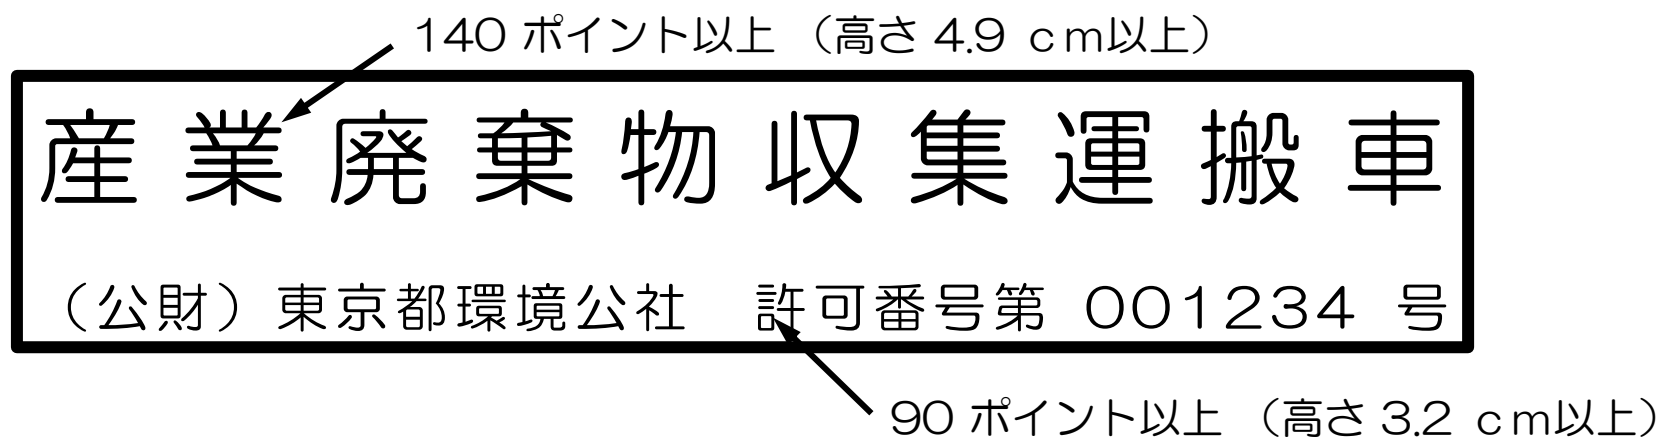 140 ポイント以上 （高さ 4.9 ｃｍ以上）
産業廃棄物収集運搬車
（公財）東京都環境公社　許可番号第 001234 号
90 ポイント以上 （高さ 3.2 ｃｍ以上）